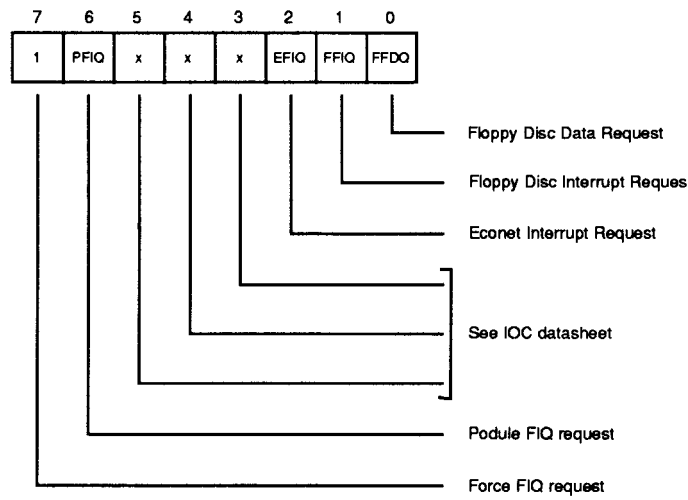 7 6 5 4 3 2 1 0
1 PFIQ x x x EFIQ FFIQ FFDQ
Floppy Disc Data Request
Floppy Disc Interrupt Reques
Econet Interrupt Request
See IOC datasheet
Podule FIQ request
Force FIQ request